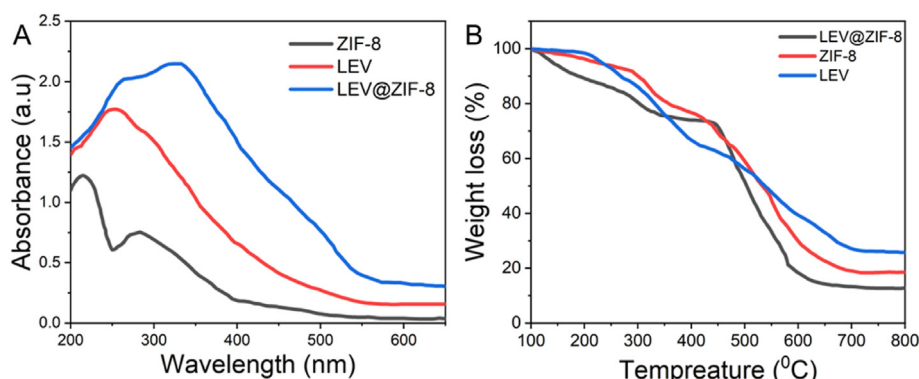 A
2.5
2.0
1.5
1.0
0.5
0.0
Absorbance (a.u)
200 300 400 500 600
Wavelength (nm)
ZIF-8
LEV
LEV@ZIF-8
B
100
80
60
40
20
0
Weight loss (%)
100 200 300 400 500 600 700 800
Tempreature (⁰C)
LEV@ZIF-8
ZIF-8
LEV